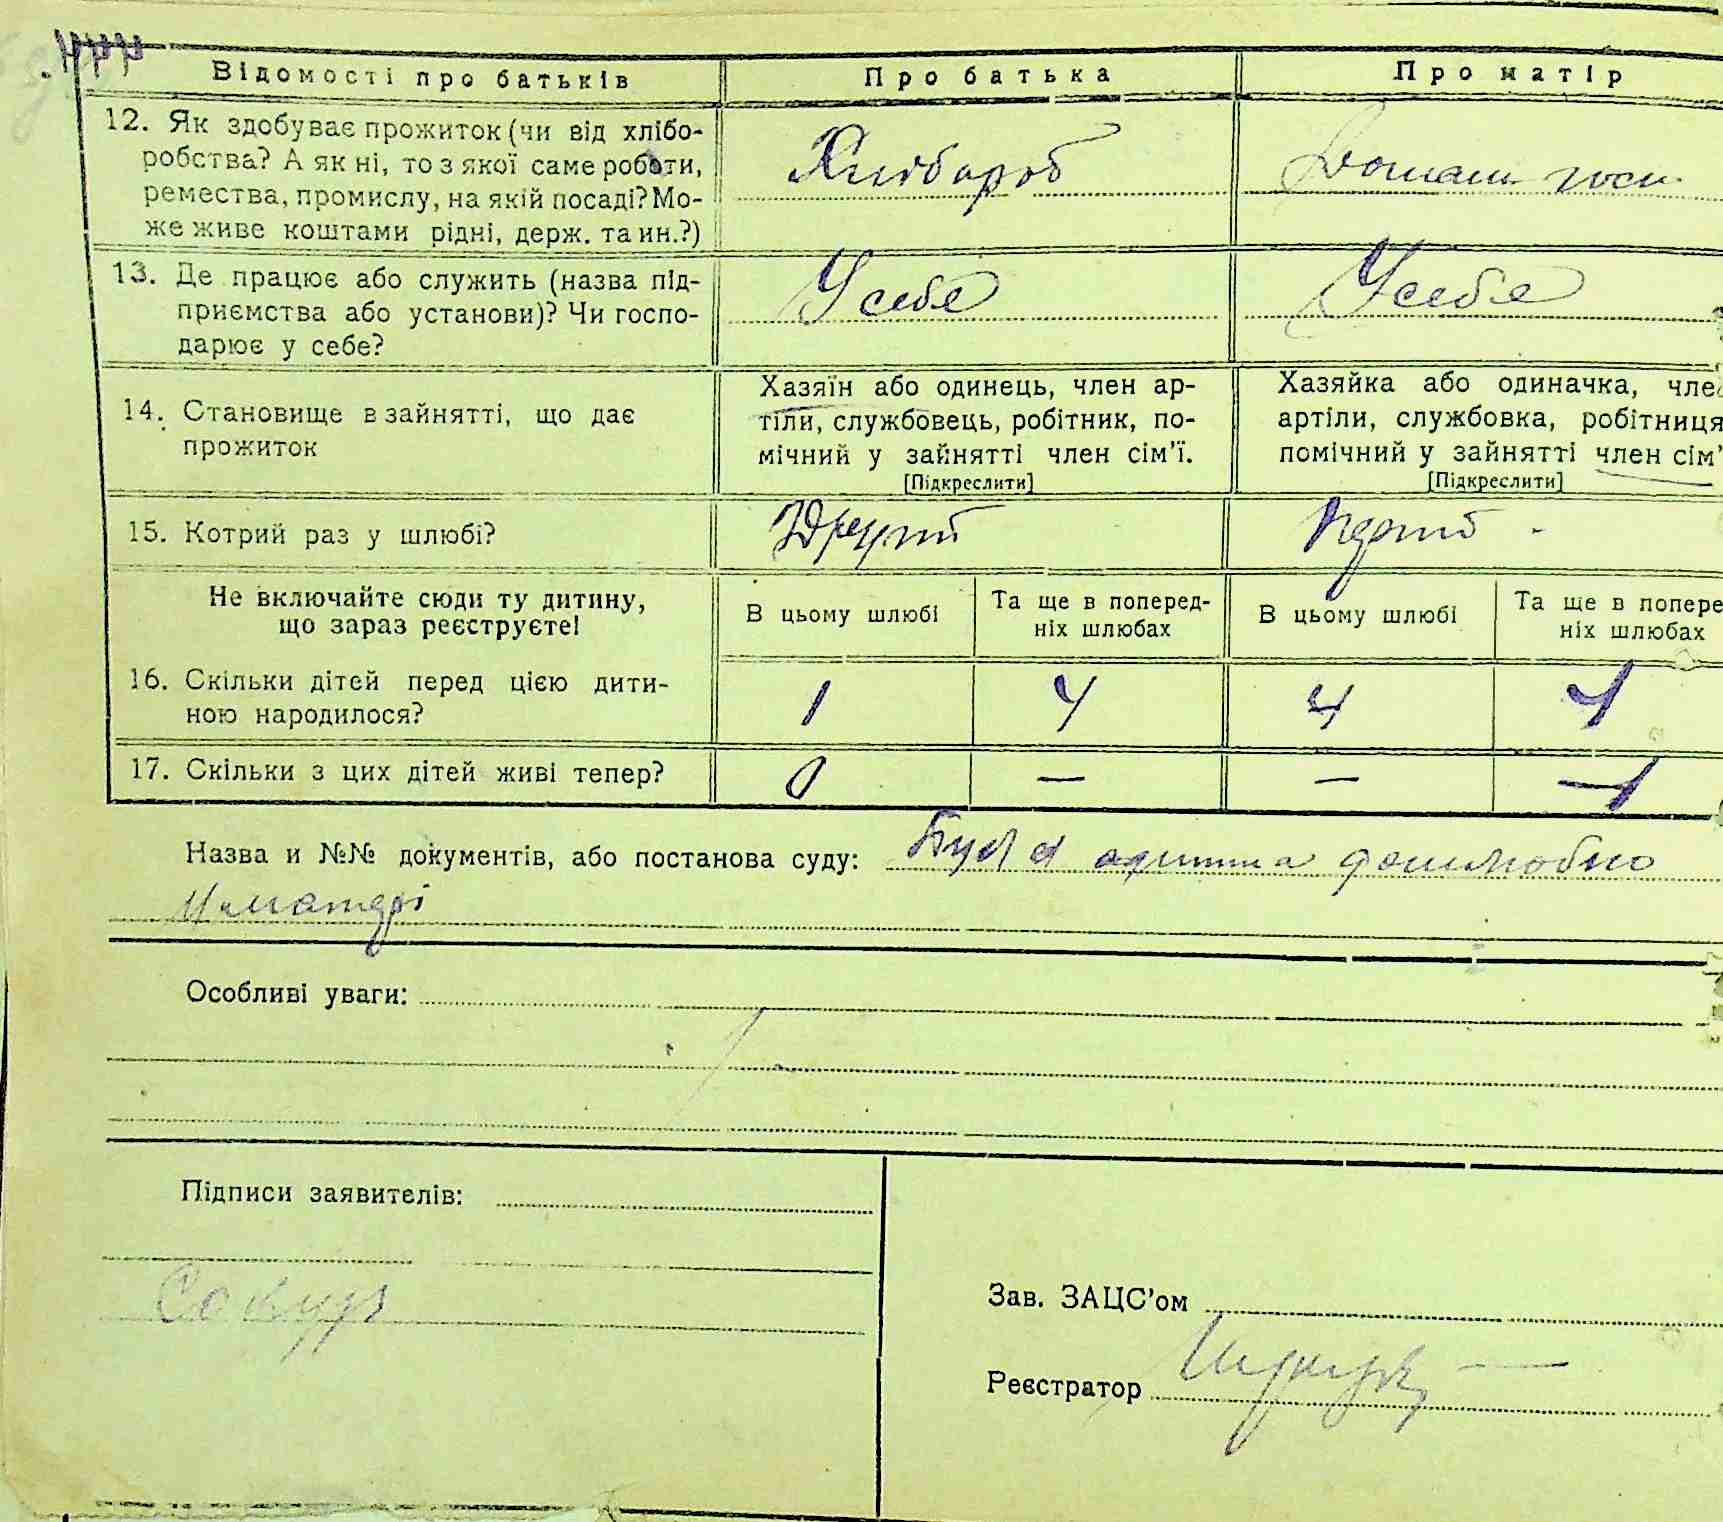 Відомості про батьків Про батька Про матір
12. Як здобуває прожиток (чи від хлібо-
робства? А як ні, то з якої саме роботи,
ремества, промислу, на якій посаді? Мо-
же живе коштами рідні, держ. та ин.?)
Хлібороб Домаш госп.
13. Де працює або служить (назва під-
приємства або установи)? Чи госпо-
дарює у себе?
У себе У себе
14. Становище в зайнятті, що дає
прожиток
Хазяїн або одинець, член ар-
тіли, службовець, робітник, по-
мічний у зайнятті член сім'ї.
[Підкреслити]
Хазяйка або одиначка, чле
артіли, службовка, робітниця
помічний у зайнятті член сім'
[Підкреслити]
15. Котрий раз у шлюбі? Другий Перший -
Не включайте сюди ту дитину,
що зараз реєструєте!
В цьому шлюбі Та ще в поперед-
ніх шлюбах
В цьому шлюбі Та ще в попере
ніх шлюбах
16. Скільки дітей перед цією дити-
ною народилося?
1 4 4
17. Скільки з цих дітей живі тепер?
0 — —
Назва и №№ документів, або постанова суду: Була дошлюбно
у матері
Особливі уваги:
Підписи заявителів:
Зав. ЗАЦС'ом
Реєстратор